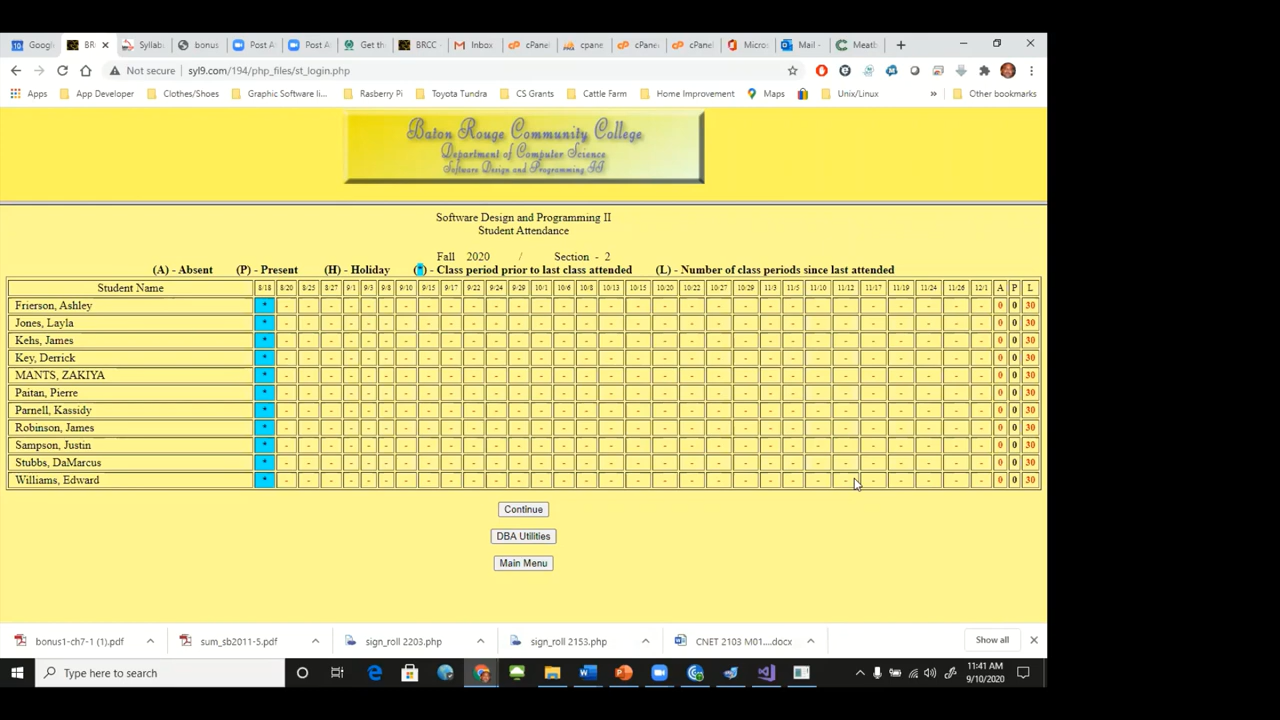 Googl
BR
Syllab
bonus
Post A
Post A
Get th
BRCC -
Inbox
cPanel
cpane
cPanel
cPanel
Micros
Mail -
Meatb
Not secure syl9.com/194/php_files/st_login.php
Apps App Developer Clothes/Shoes Graphic Software li... Rasberry Pi Toyota Tundra CS Grants Cattle Farm Home Improvement Maps Unix/Linux » Other bookmarks
Baton Rouge Community College
Department of Computer Science
Software Design and Programming II
Software Design and Programming II
Student Attendance
Fall 2020 / Section - 2
(A) - Absent (P) - Present (H) - Holiday (*) - Class period prior to last class attended (L) - Number of class periods since last attended
Student Name 8/18 8/20 8/25 8/27 9/1 9/3 9/8 9/10 9/15 9/17 9/22 9/24 9/29 10/1 10/6 10/8 10/13 10/15 10/20 10/22 10/27 10/29 11/3 11/5 11/10 11/12 11/17 11/19 11/24 11/26 12/1 A P L
Frierson, Ashley * - - - - - - - - - - - - - - - - - - - - - - - - - - - - - - 0 0 30
Jones, Layla * - - - - - - - - - - - - - - - - - - - - - - - - - - - - - - 0 0 30
Kehs, James * - - - - - - - - - - - - - - - - - - - - - - - - - - - - - - 0 0 30
Key, Derrick * - - - - - - - - - - - - - - - - - - - - - - - - - - - - - - 0 0 30
MANTS, ZAKIYA * - - - - - - - - - - - - - - - - - - - - - - - - - - - - - - 0 0 30
Paitan, Pierre * - - - - - - - - - - - - - - - - - - - - - - - - - - - - - - 0 0 30
Parnell, Kassidy * - - - - - - - - - - - - - - - - - - - - - - - - - - - - - - 0 0 30
Robinson, James * - - - - - - - - - - - - - - - - - - - - - - - - - - - - - - 0 0 30
Sampson, Justin * - - - - - - - - - - - - - - - - - - - - - - - - - - - - - - 0 0 30
Stubbs, DaMarcus * - - - - - - - - - - - - - - - - - - - - - - - - - - - - - - 0 0 30
Williams, Edward * - - - - - - - - - - - - - - - - - - - - - - - - - - - - - - 0 0 30
Continue
DBA Utilities
Main Menu
bonus1-ch7-1 (1).pdf sum_sb2011-5.pdf sign_roll 2203.php sign_roll 2153.php CNET 2103 M01....docx Show all
Type here to search
11:41 AM
9/10/2020